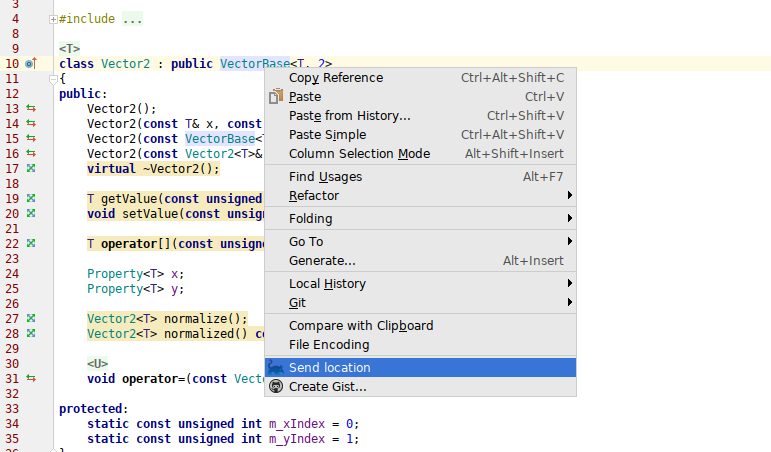 3
4 #include ...
8
9 <T>
10 class Vector2 : public VectorBase<T, 2>
11 {
12 public:
13 Vector2();
14 Vector2(const T& x, const
15 Vector2(const VectorBase<T
16 Vector2(const Vector2<T>&
17 virtual ~Vector2();
18
19 T getValue(const unsigned
20 void setValue(const unsign
21
22 T operator[](const unsigne
23
24 Property<T> x;
25 Property<T> y;
26
27 Vector2<T> normalize();
28 Vector2<T> normalized() co
29
30 <U>
31 void operator=(const Vecto
32
33 protected:
34 static const unsigned int m_xIndex = 0;
35 static const unsigned int m_yIndex = 1;
Copy Reference Ctrl+Alt+Shift+C
Paste Ctrl+V
Paste from History... Ctrl+Shift+V
Paste Simple Ctrl+Alt+Shift+V
Column Selection Mode Alt+Shift+Insert
Find Usages Alt+F7
Refactor
Folding
Go To
Generate... Alt+Insert
Local History
Git
Compare with Clipboard
File Encoding
Send location
Create Gist...